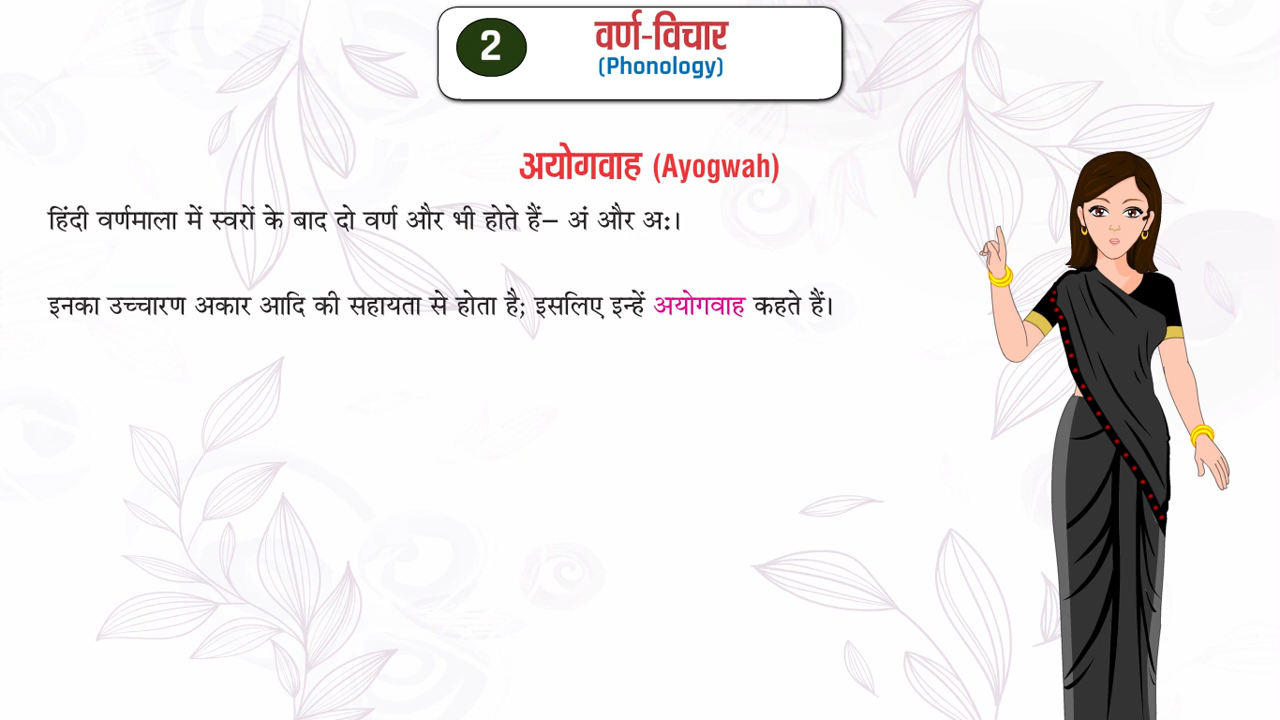 2
वर्ण-विचार
(Phonology)
अयोगवाह (Ayogwah)
हिंदी वर्णमाला में स्वरों के बाद दो वर्ण और भी होते हैं– अं और अ:।
इनका उच्चारण अकार आदि की सहायता से होता है; इसलिए इन्हें अयोगवाह कहते हैं।